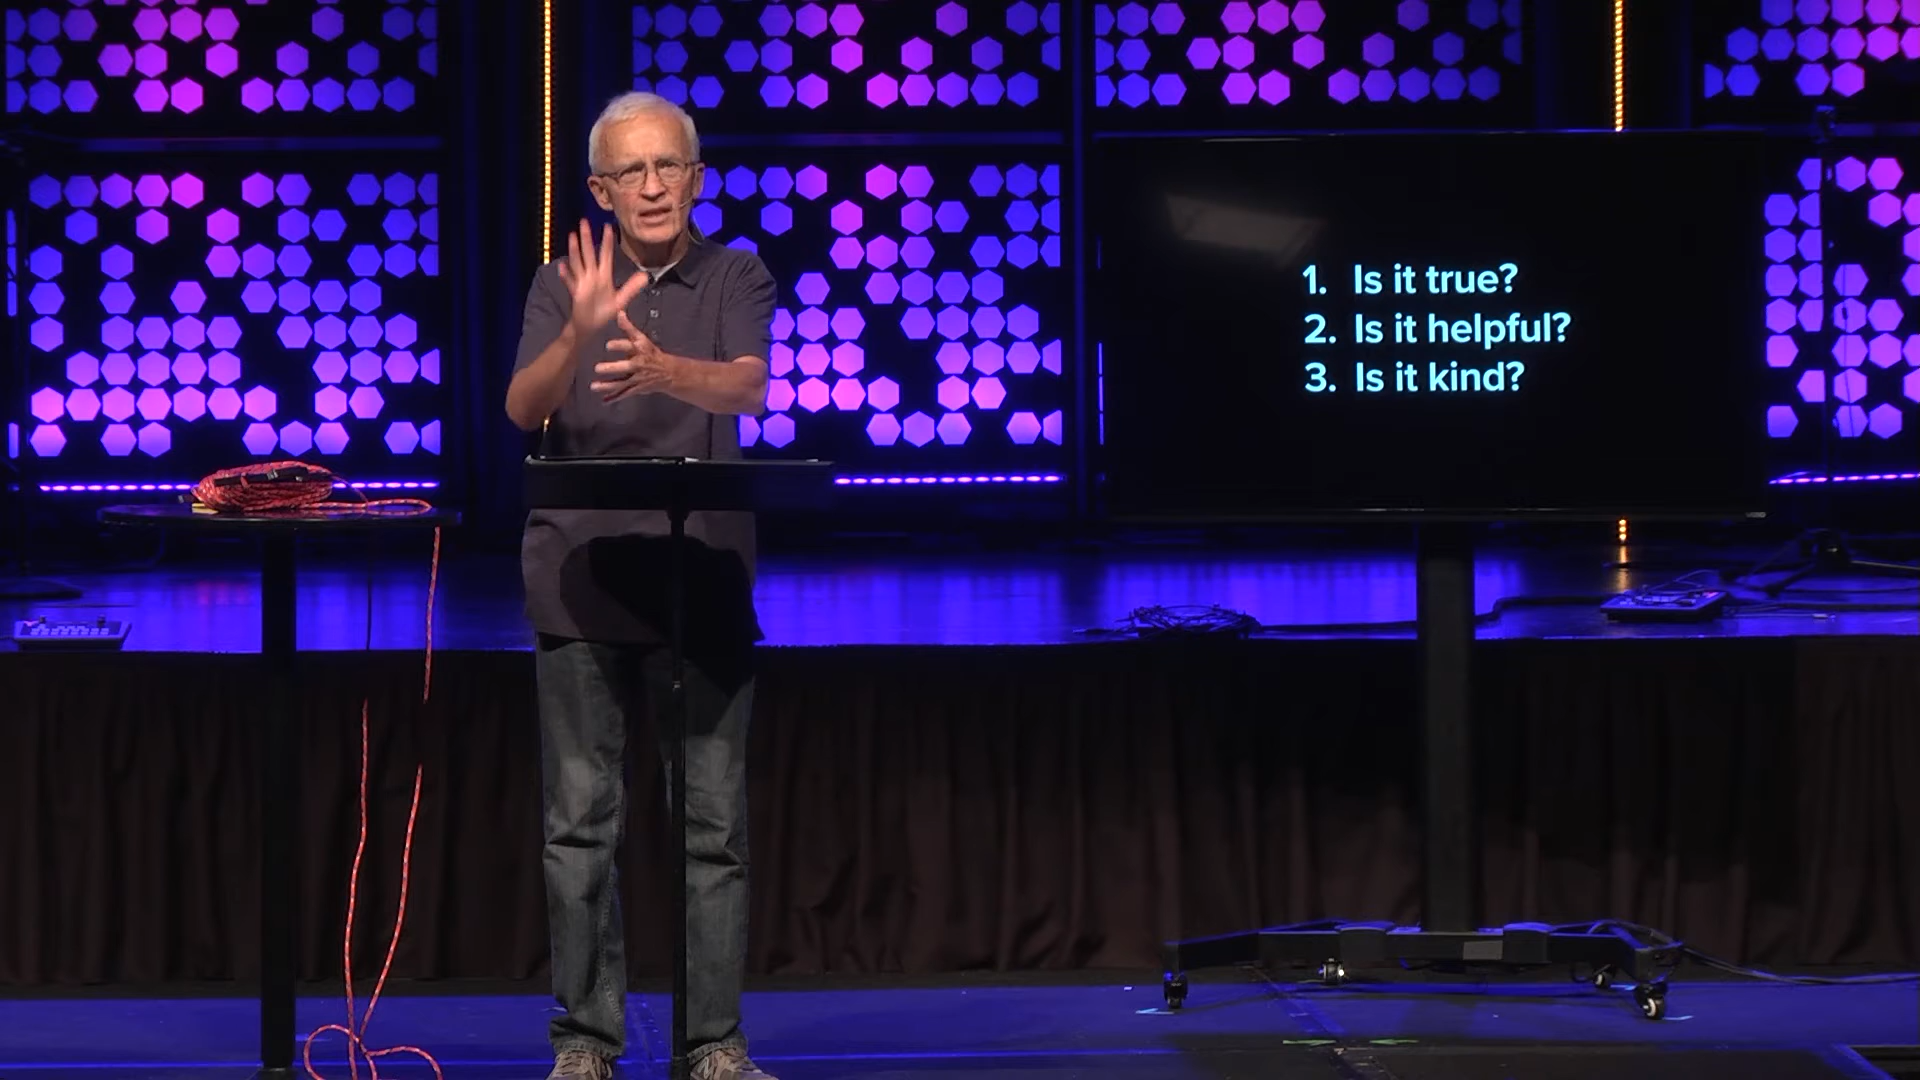 1. Is it true?
2. Is it helpful?
3. Is it kind?